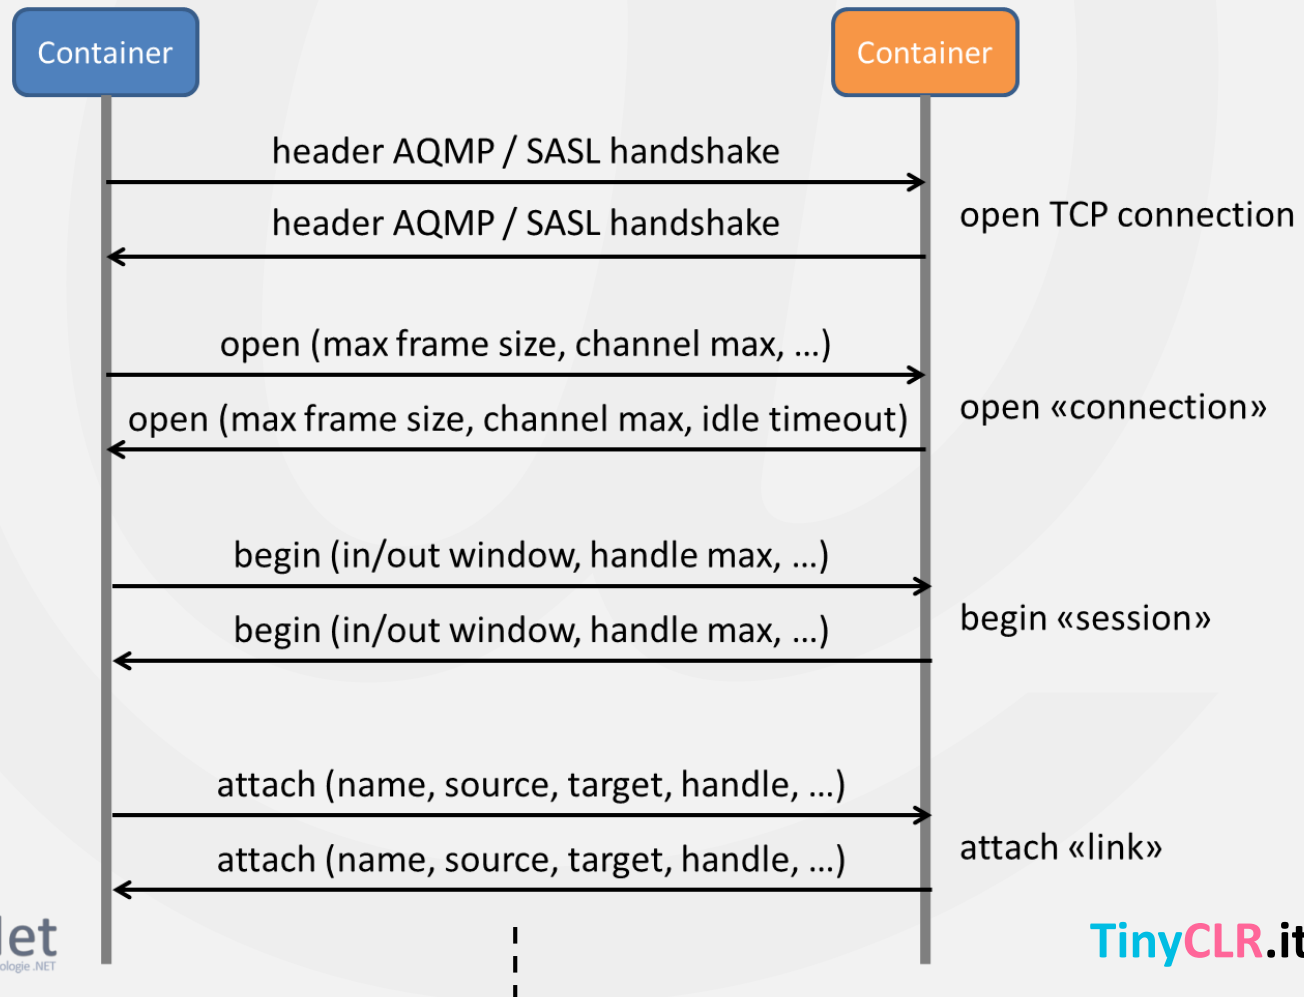 Container
Container
header AQMP / SASL handshake
header AQMP / SASL handshake
open TCP connection
open (max frame size, channel max, ...)
open (max frame size, channel max, idle timeout)
open «connection»
begin (in/out window, handle max, ...)
begin (in/out window, handle max, ...)
begin «session»
attach (name, source, target, handle, ...)
attach (name, source, target, handle, ...)
attach «link»
et
ologie .NET
TinyCLR.it